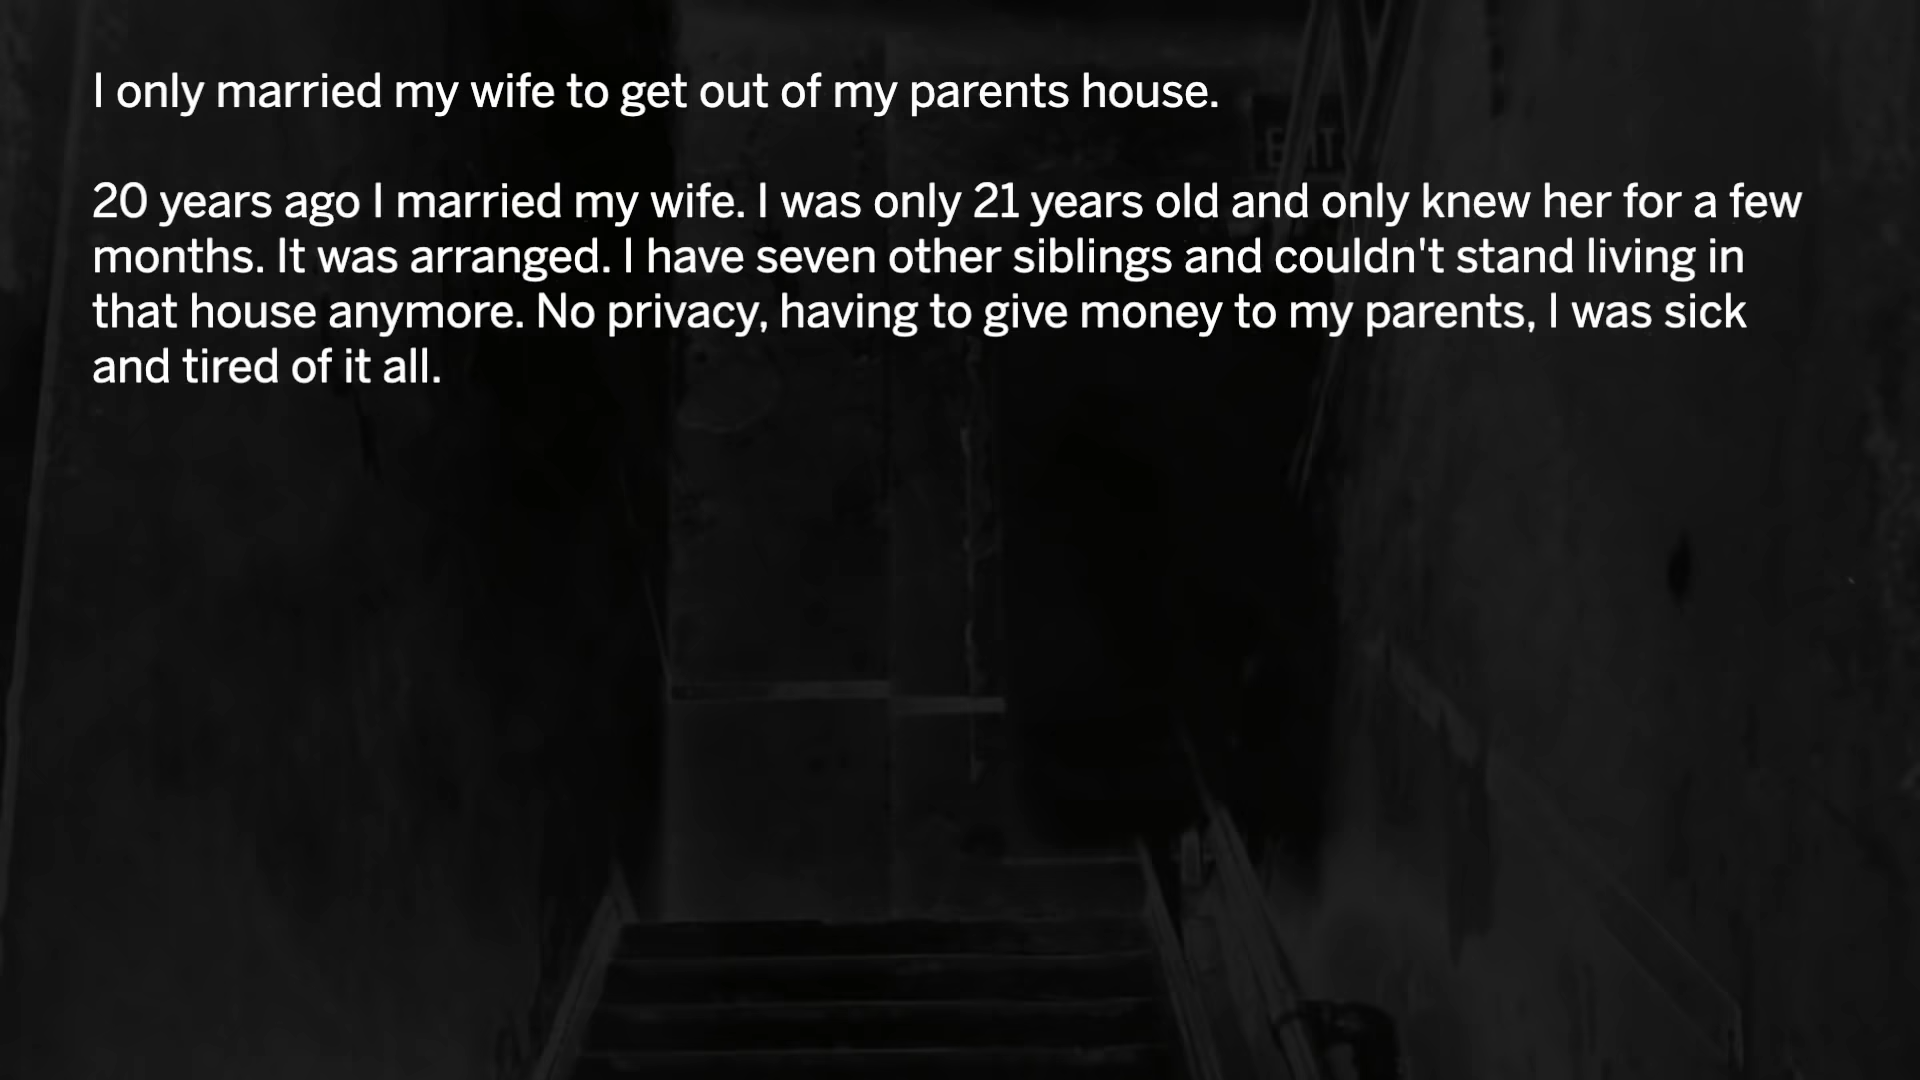 I only married my wife to get out of my parents house.
20 years ago I married my wife. I was only 21 years old and only knew her for a few
months. It was arranged. I have seven other siblings and couldn't stand living in
that house anymore. No privacy, having to give money to my parents, I was sick
and tired of it all.